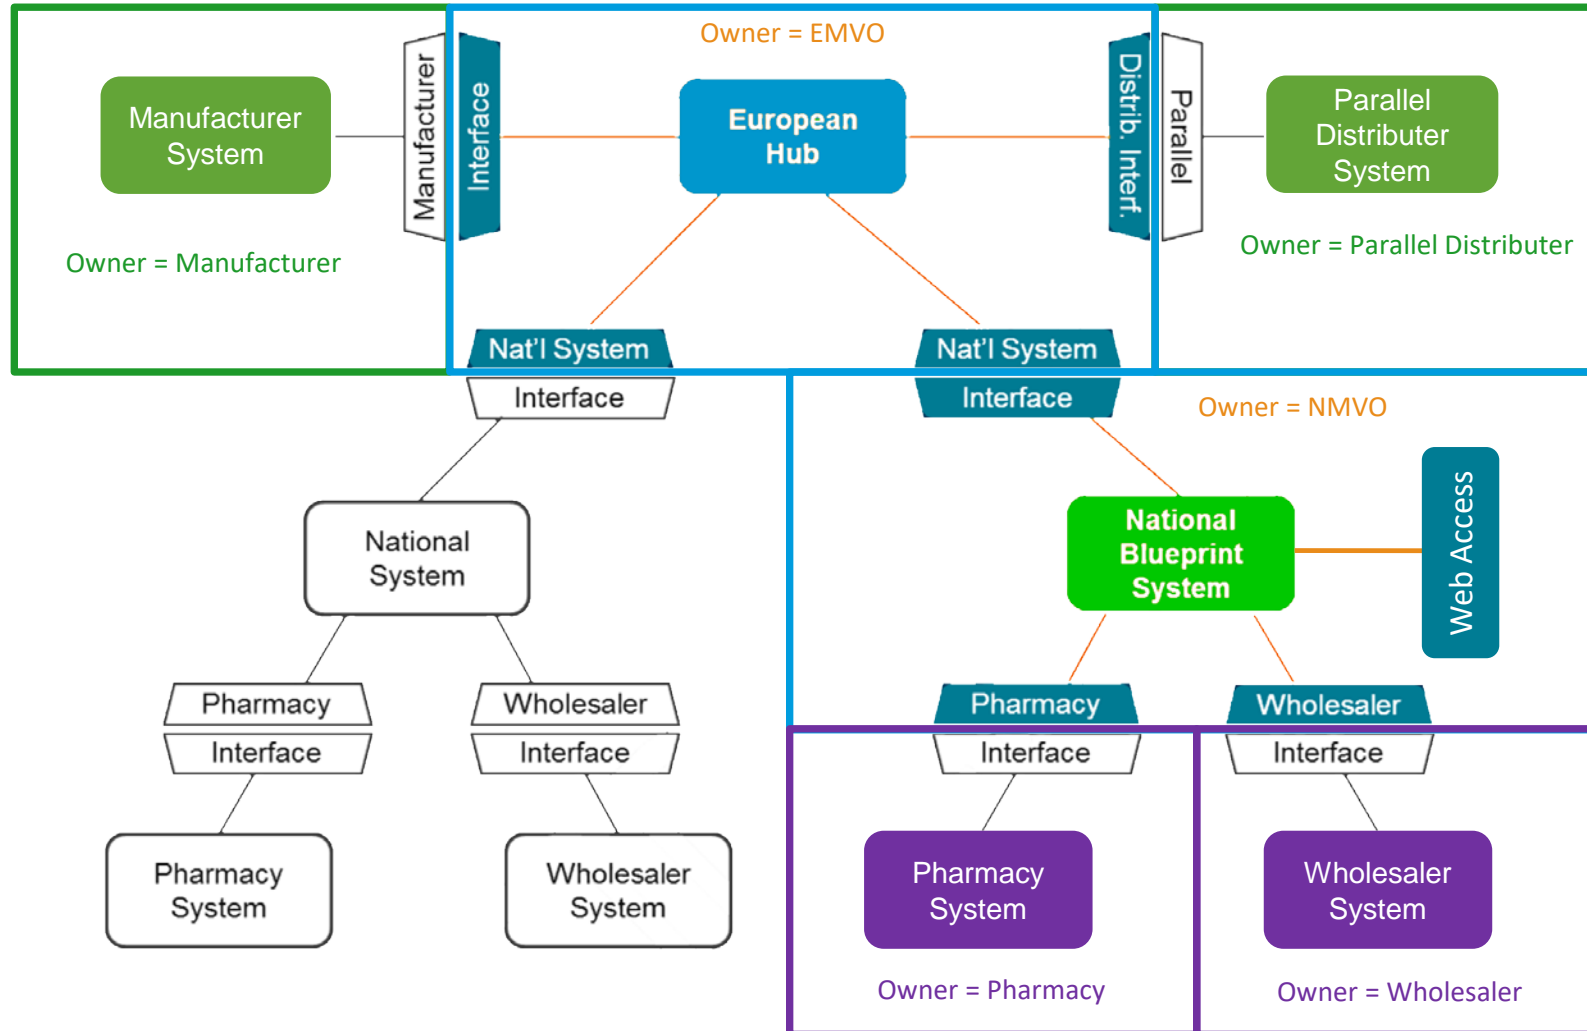 Owner = EMVO
Manufacturer
System
Manufacturer
Interface
European
Hub
Distrib. Interf.
Parallel
Parallel
Distributer
System
Owner = Manufacturer
Owner = Parallel Distributer
Nat'l System
Interface
Nat'l System
Interface
Owner = NMVO
National
System
National
Blueprint
System
Web Access
Pharmacy
Interface
Wholesaler
Interface
Pharmacy
Interface
Wholesaler
Interface
Pharmacy
System
Wholesaler
System
Pharmacy
System
Wholesaler
System
Owner = Pharmacy
Owner = Wholesaler